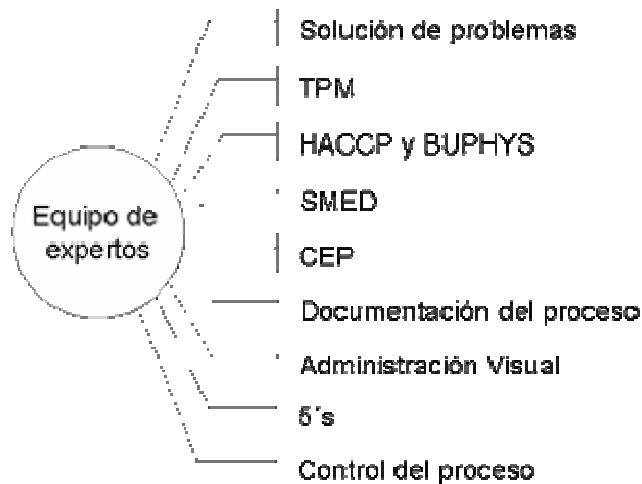 Solución de problemas
TPM
HACCP y BUPHYS
SMED
CEP
Equipo de
expertos
Documentación del proceso
Administración Visual
5´s
Control del proceso